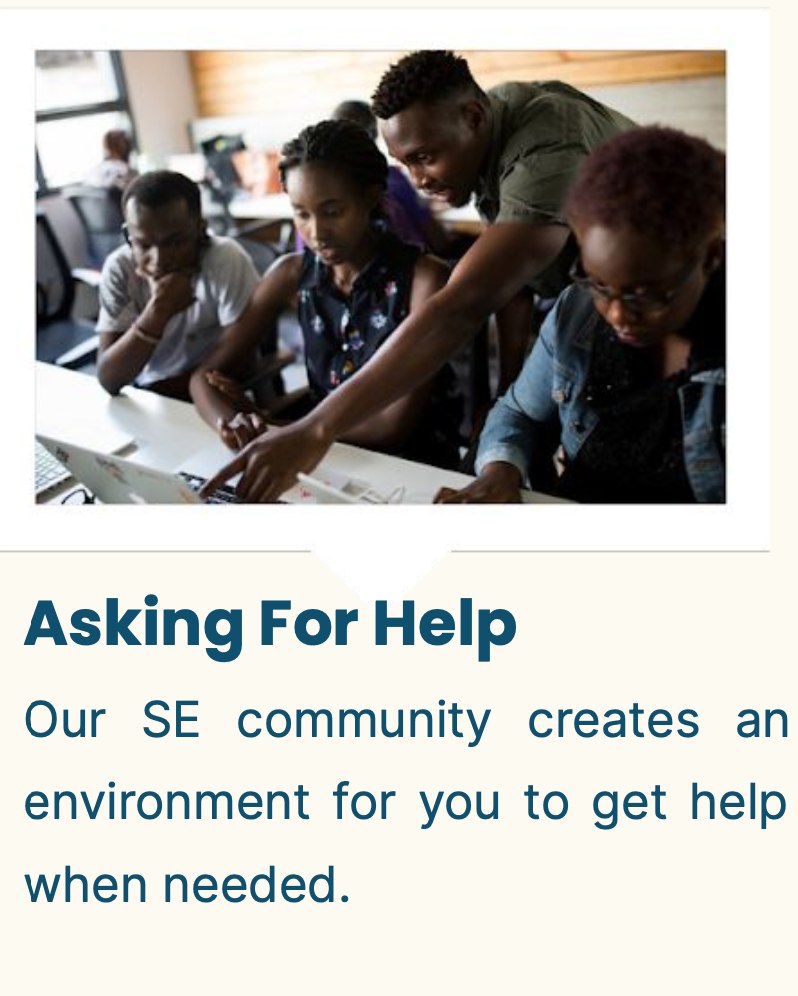 Asking For Help
Our SE community creates an
environment for you to get help
when needed.